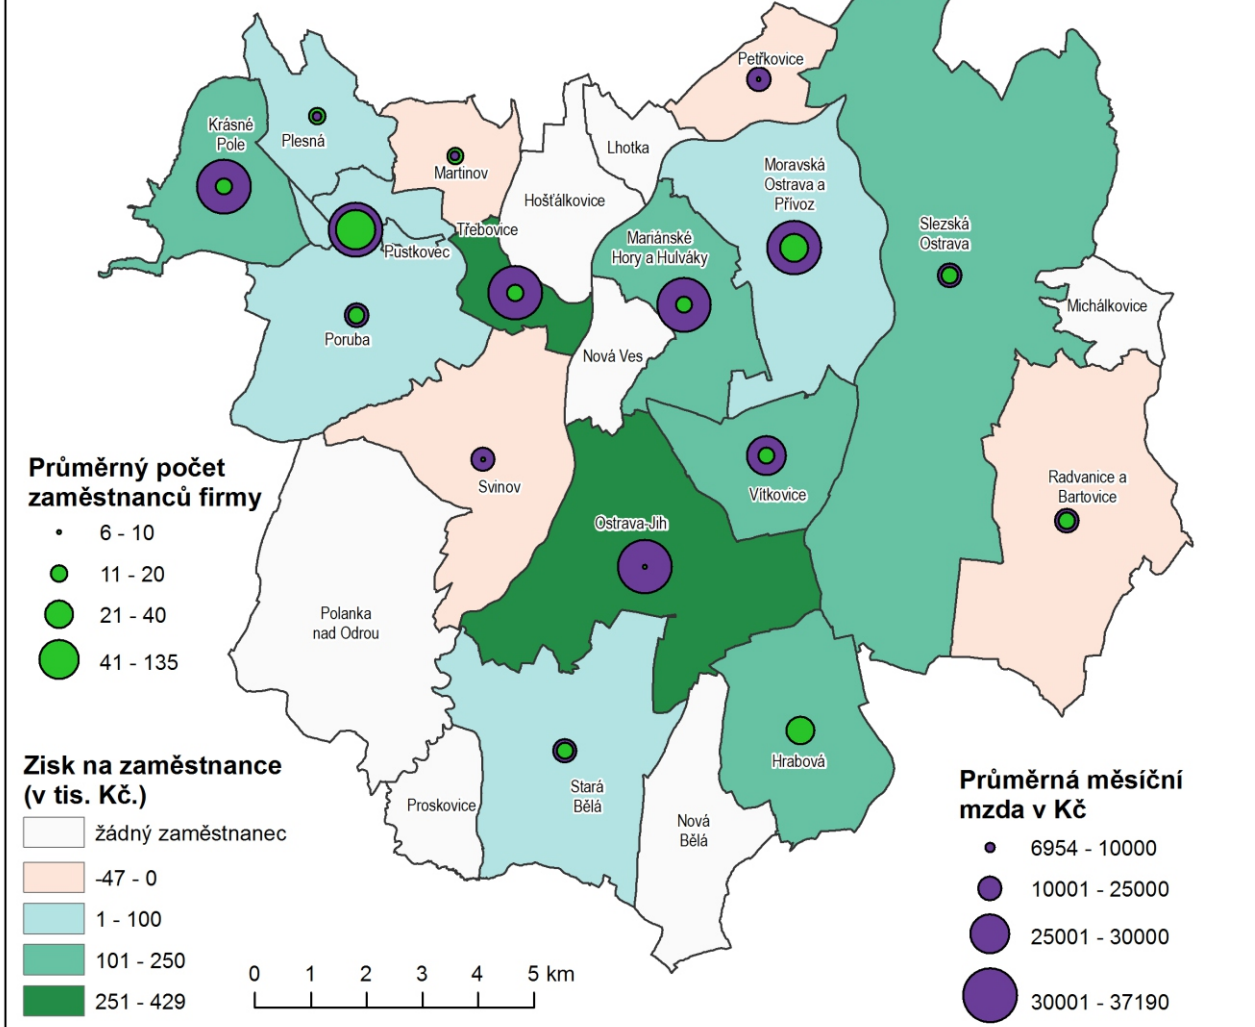 Petřkovice
Krásné
Pole
Plesná
Martinov
Lhotka
Moravská
Ostrava a
Přívoz
Hošťálkovice
Slezská
Ostrava
Třebovice
Mariánské
Hory a Hulváky
Pustkovec
Michálkovice
Poruba
Nová Ves
Svinov
Vítkovice
Radvanice a
Bartovice
Ostrava-Jih
Polanka
nad Odrou
Hrabová
Stará
Bělá
Proskovice
Nová
Bělá
Průměrný počet
zaměstnanců firmy
6 - 10
11 - 20
21 - 40
41 - 135
Zisk na zaměstnance
(v tis. Kč.)
žádný zaměstnanec
-47 - 0
1 - 100
101 - 250
251 - 429
0 1 2 3 4 5 km
Průměrná měsíční
mzda v Kč
6954 - 10000
10001 - 25000
25001 - 30000
30001 - 37190